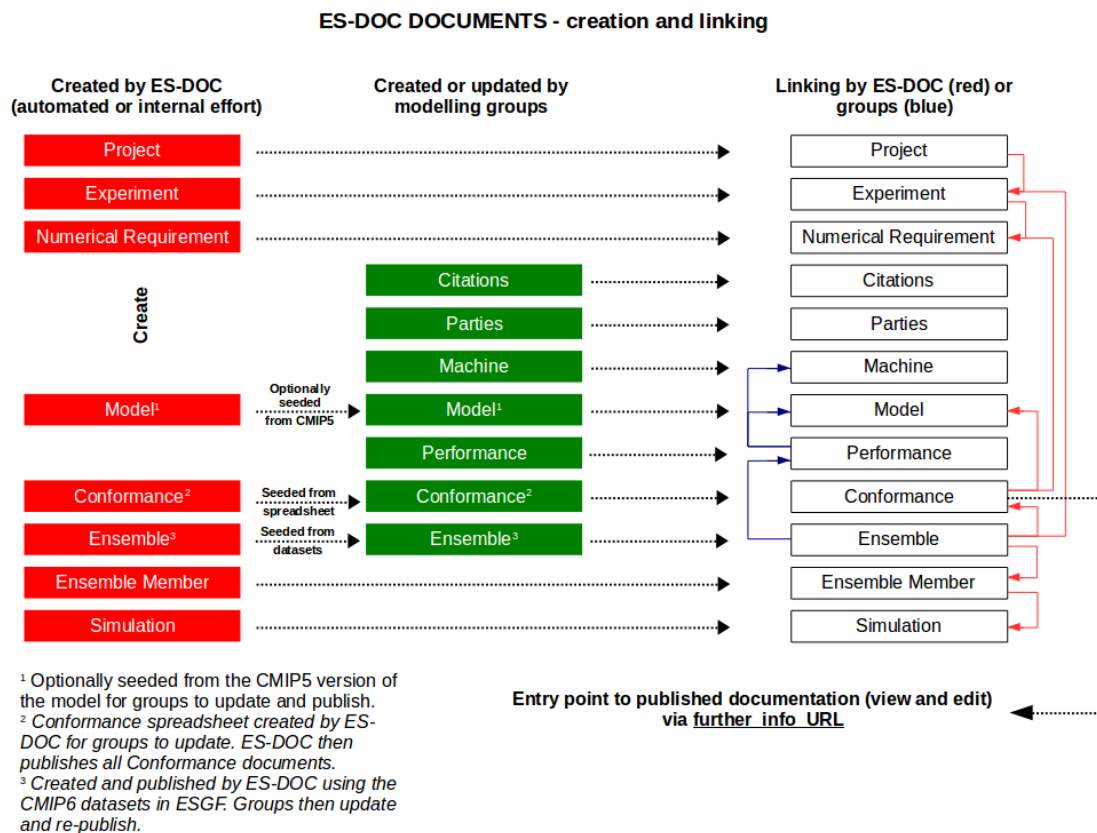 ES-DOC DOCUMENTS - creation and linking
Created by ES-DOC
(automated or internal effort)
Created or updated by
modelling groups
Linking by ES-DOC (red) or
groups (blue)
Project
Project
Experiment
Experiment
Numerical Requirement
Numerical Requirement
Create
Citations
Citations
Parties
Parties
Machine
Machine
Model¹
Optionally
seeded
from CMIP5
Model¹
Model
Performance
Performance
Conformance²
Seeded from
spreadsheet
Conformance²
Conformance
Ensemble³
Seeded from
datasets
Ensemble³
Ensemble
Ensemble Member
Ensemble Member
Simulation
Simulation
¹ Optionally seeded from the CMIP5 version of
the model for groups to update and publish.
² Conformance spreadsheet created by ES-
DOC for groups to update. ES-DOC then
publishes all Conformance documents.
³ Created and published by ES-DOC using the
CMIP6 datasets in ESGF. Groups then update
and re-publish.
Entry point to published documentation (view and edit)
via further_info_URL